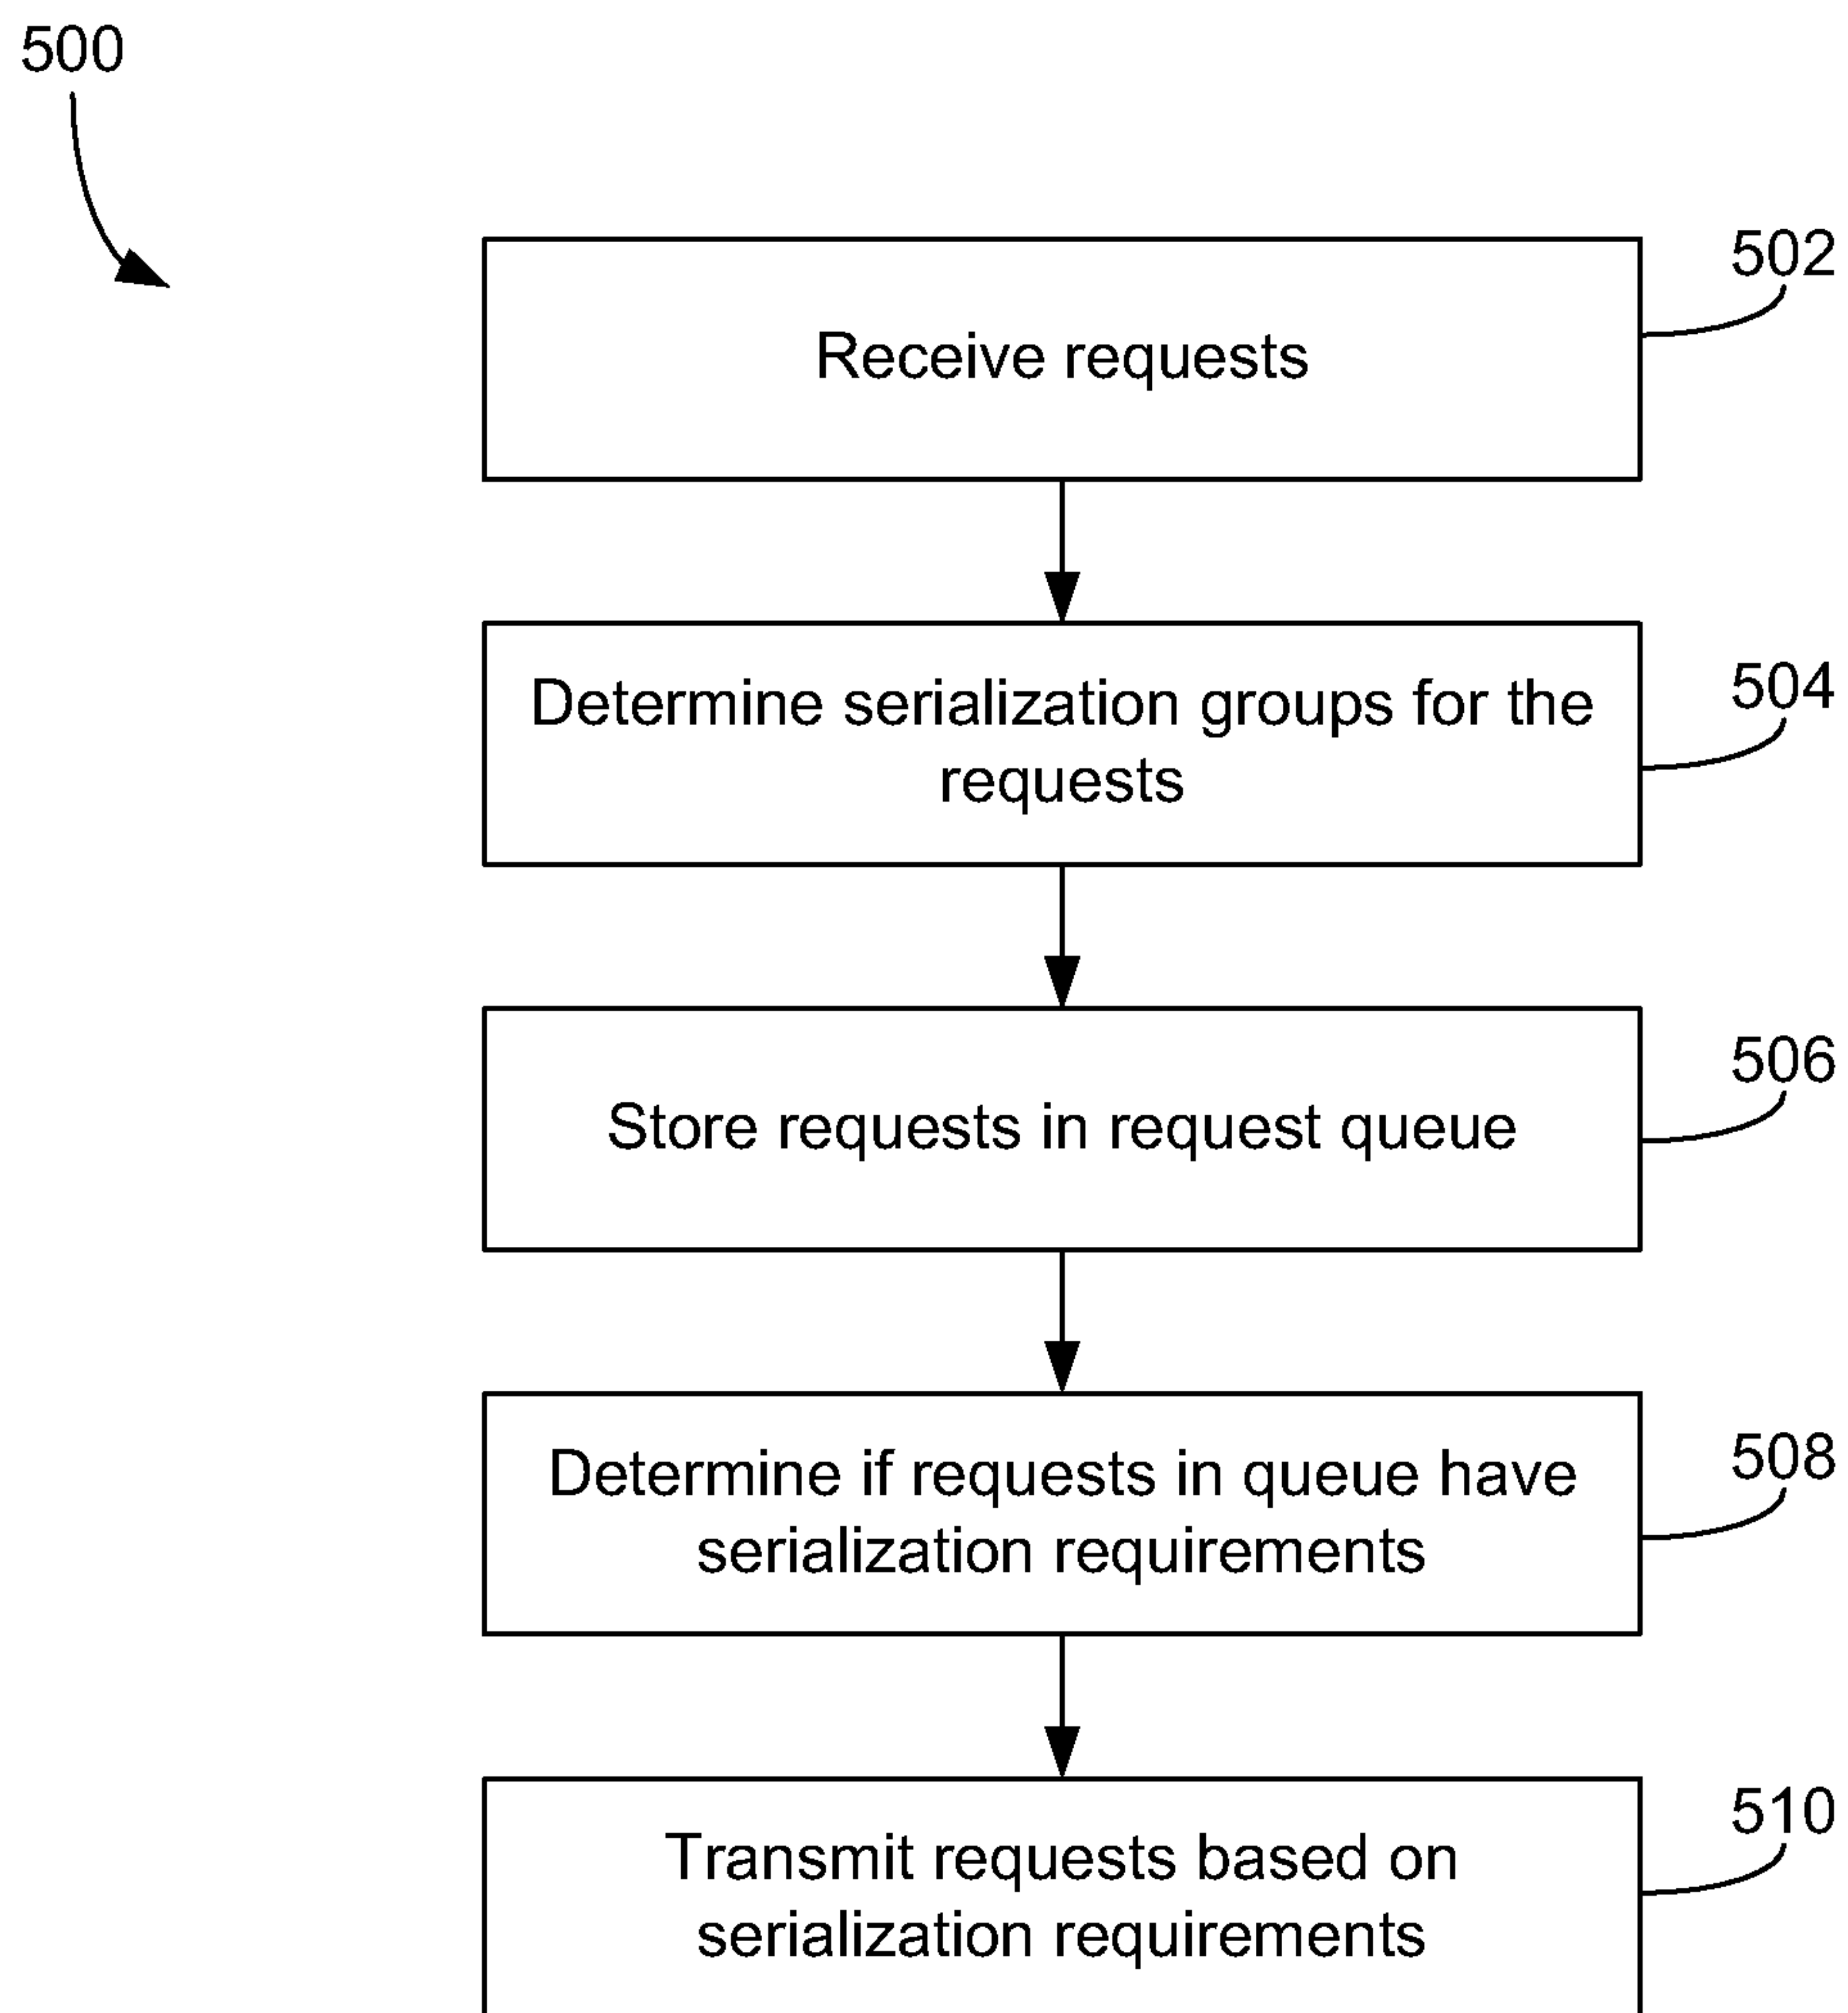 500
502
Receive requests
504
Determine serialization groups for the
requests
506
Store requests in request queue
508
Determine if requests in queue have
serialization requirements
510
Transmit requests based on
serialization requirements